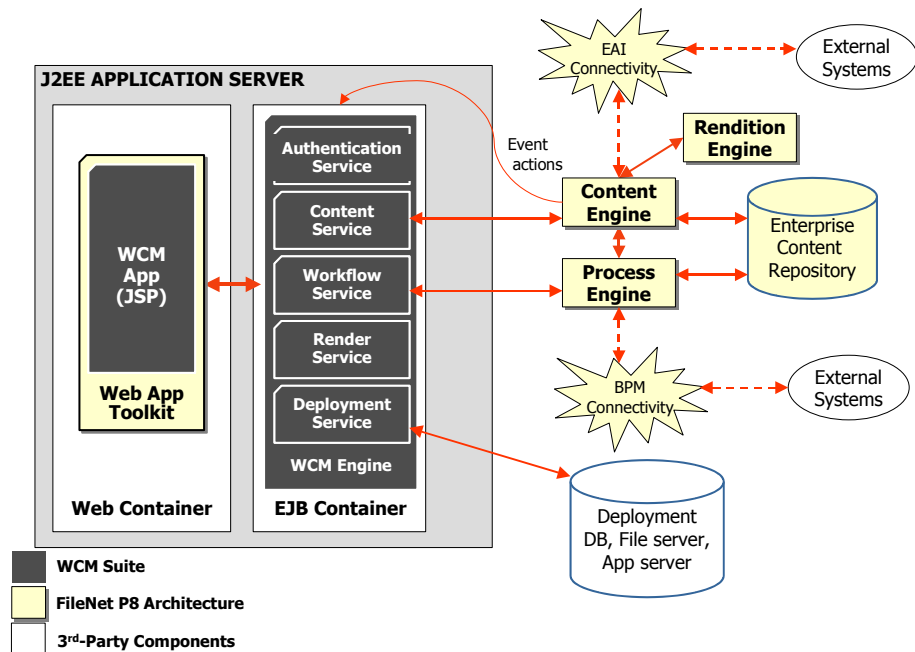 J2EE APPLICATION SERVER
WCM
App
(JSP)
Web App
Toolkit
Web Container
Authentication
Service
Content
Service
Workflow
Service
Render
Service
Deployment
Service
WCM Engine
EJB Container
Event
actions
EAI
Connectivity
External
Systems
Rendition
Engine
Content
Engine
Process
Engine
Enterprise
Content
Repository
BPM
Connectivity
External
Systems
Deployment
DB, File server,
App server
WCM Suite
FileNet P8 Architecture
3rd-Party Components